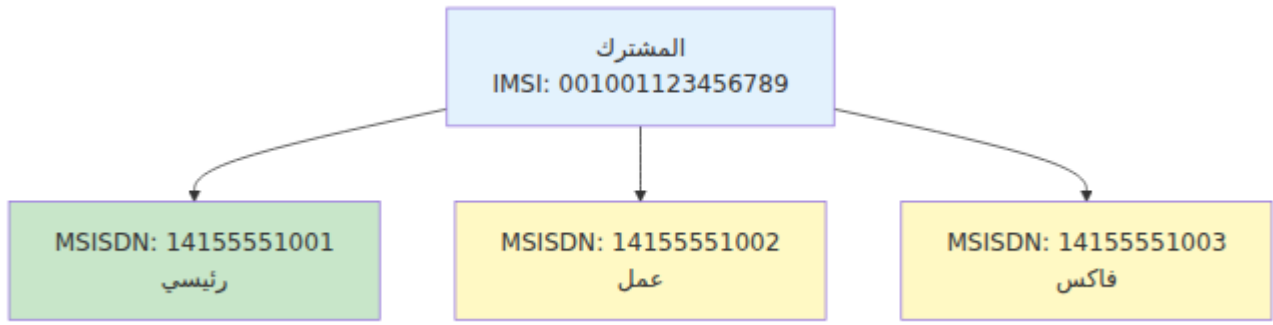 المشترك
IMSI: 001001123456789
MSISDN: 14155551001
رئيسي
MSISDN: 14155551002
عمل
MSISDN: 14155551003
فاكس